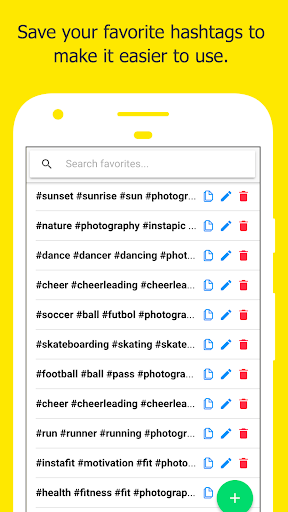 Save your favorite hashtags to
make it easier to use.
Search favorites...
#sunset #sunrise #sun #photogr...
#nature #photography #instapic ...
#dance #dancer #dancing #phot...
#cheer #cheerleading #cheerlea...
#soccer #ball #futbol #photogra...
#skateboarding #skating #skate...
#football #ball #pass #photogra...
#cheer #cheerleading #cheerlea...
#run #runner #running #photogr...
#instafit #motivation #fit #photo...
#health #fitness #fit #photograp...